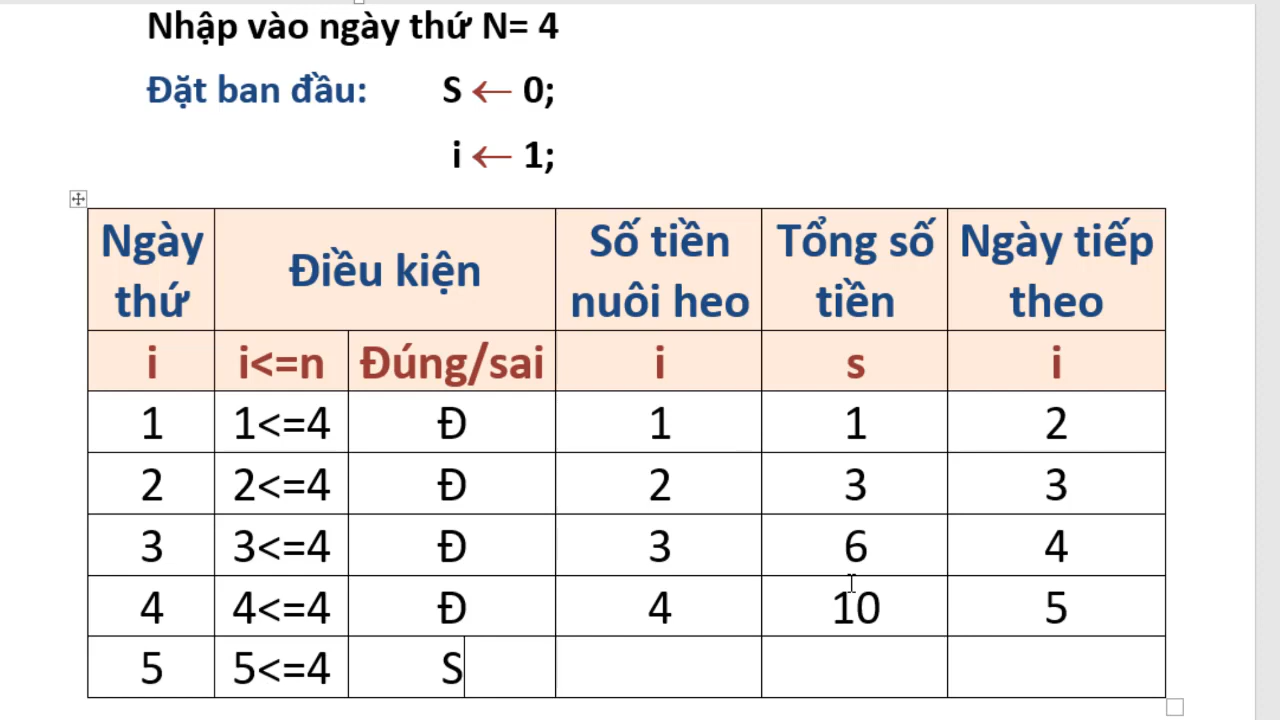 Nhập vào ngày thứ N= 4
Đặt ban đầu: S ← 0;
i ← 1;
Ngày thứ Điều kiện Số tiền nuôi heo Tổng số tiền Ngày tiếp theo
i i<=n Đúng/sai i s i
1 1<=4 Đ 1 1 2
2 2<=4 Đ 2 3 3
3 3<=4 Đ 3 6 4
4 4<=4 Đ 4 10 5
5 5<=4 S